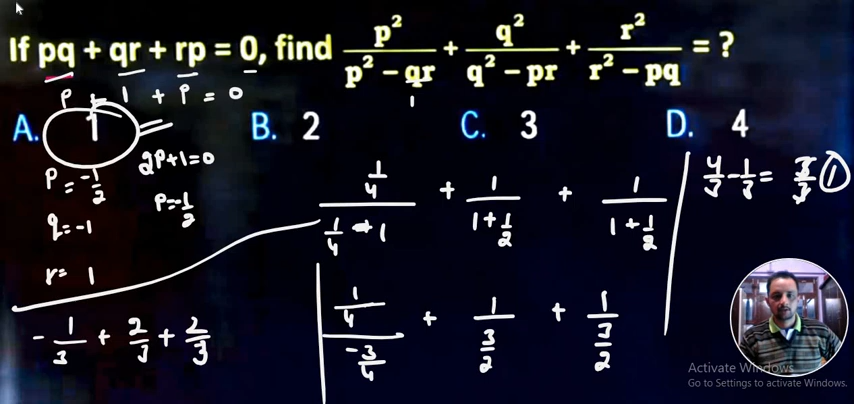 If pq + qr + rp = 0, find p²/(p² − qr) + q²/(q² − pr) + r²/(r² − pq) = ?
P + 1 + P = 0
1
A. 1 B. 2 C. 3 D. 4
2P+1=0
P = -1/2
P = -1/2
q = -1
r = 1
(1/4)/(1/4 - 1) + 1/(1 + 1/2) + 1/(1 + 1/2)
4/3 - 1/3 = 3/3 1
(1/4)/(-3/4) + 1/(3/2) + 1/(3/2)
- 1/3 + 2/3 + 2/3
Activate Windows
Go to Settings to activate Windows.